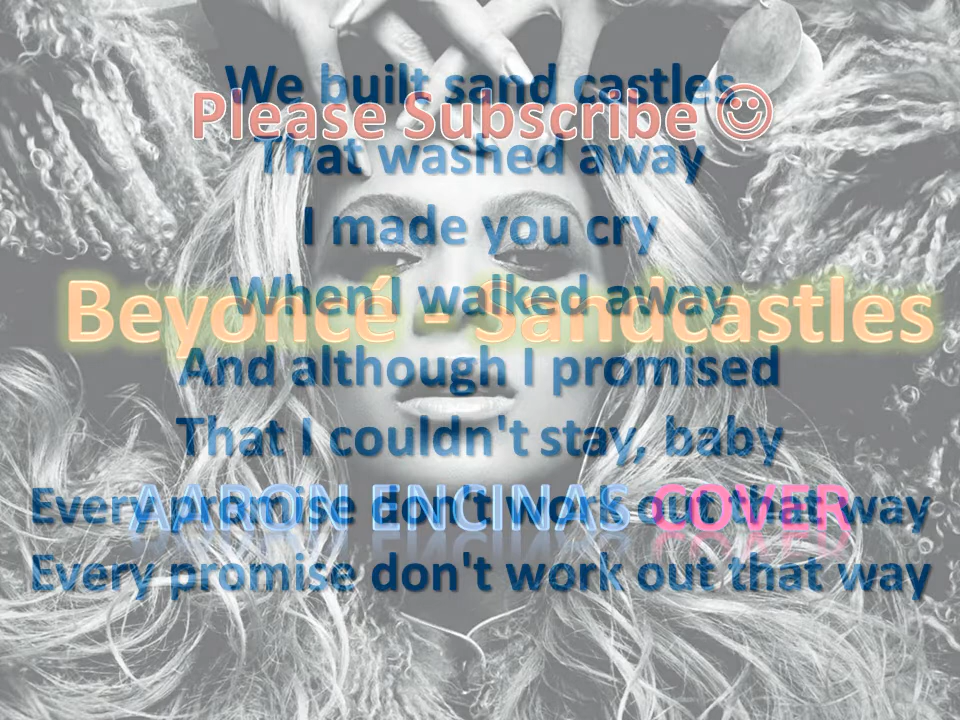 We built sand castles
Please Subscribe ☺
That washed away
I made you cry
When I walked away
Beyoncé - Sandcastles
And although I promised
That I couldn't stay, baby
Every promise don't work out that way
AARON ENCINAS COVER
Every promise don't work out that way